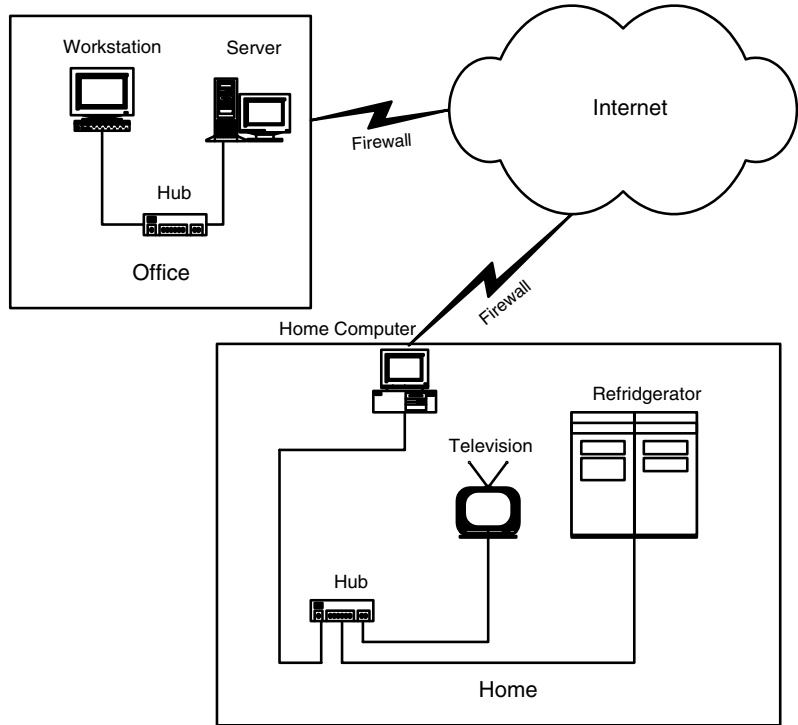 Workstation
Server
Internet
Firewall
Hub
Office
Firewall
Home Computer
Refridgerator
Television
Hub
Home